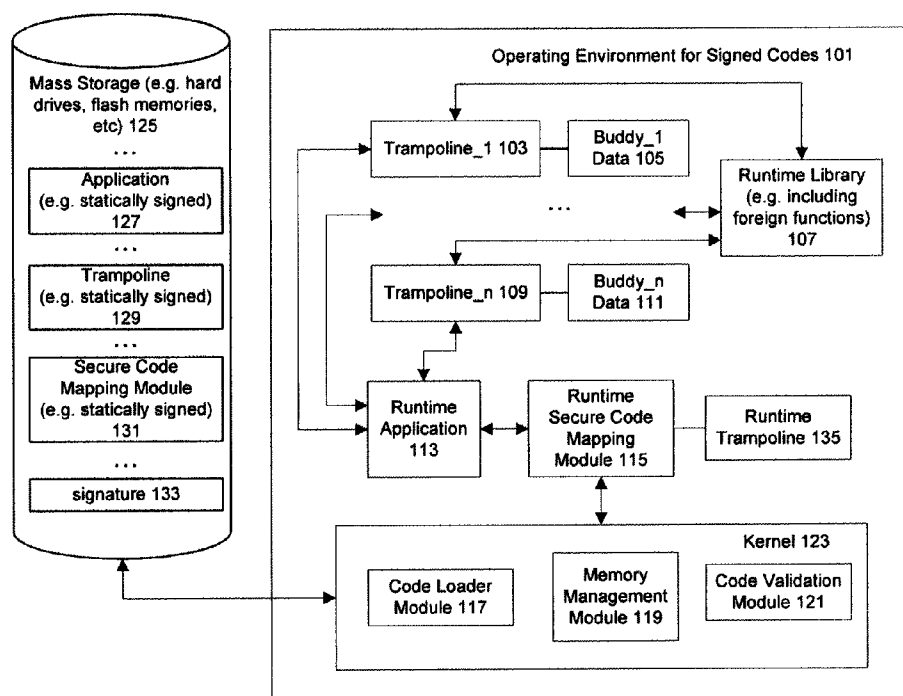 Mass Storage (e.g. hard
drives, flash memories,
etc) 125
...
Application
(e.g. statically signed)
127
...
Trampoline
(e.g. statically signed)
129
...
Secure Code
Mapping Module
(e.g. statically signed)
131
...
signature 133
Operating Environment for Signed Codes 101
Trampoline_1 103
Buddy_1
Data 105
Runtime Library
(e.g. including
foreign functions)
107
...
Trampoline_n 109
Buddy_n
Data 111
Runtime
Application
113
Runtime
Secure Code
Mapping
Module 115
Runtime
Trampoline 135
Kernel 123
Code Loader
Module 117
Memory
Management
Module 119
Code Validation
Module 121